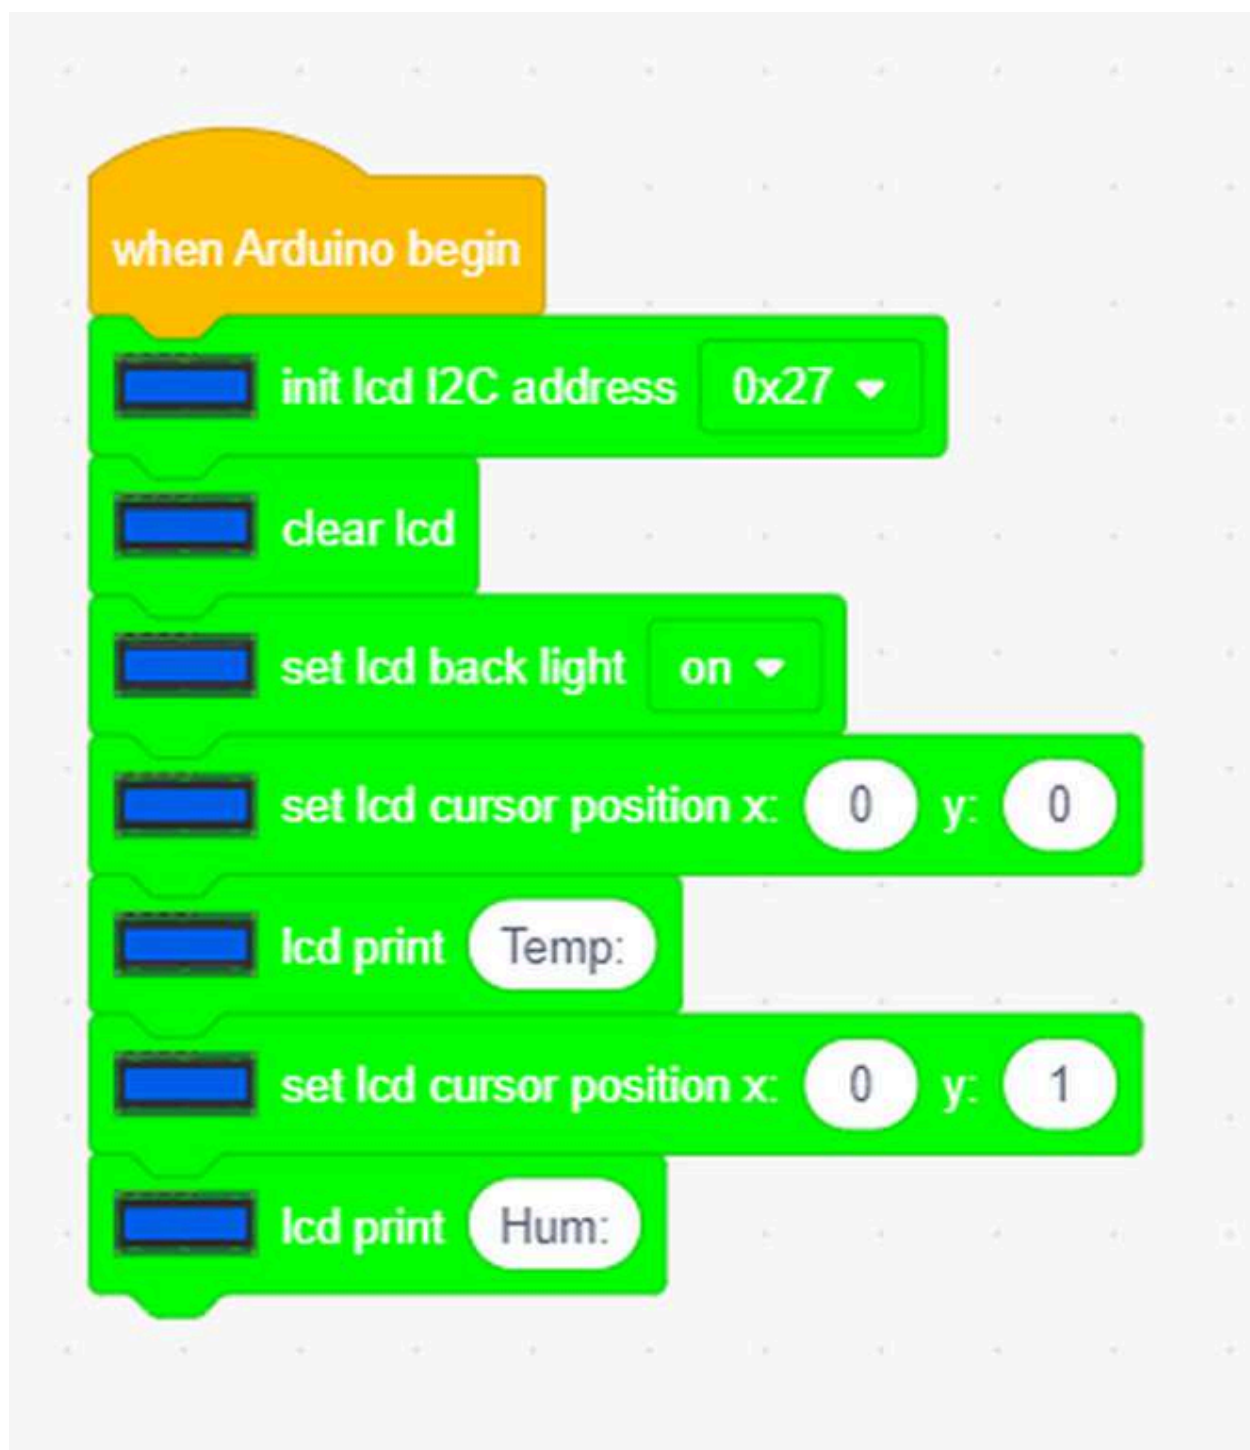 when Arduino begin
init lcd I2C address 0x27
clear lcd
set lcd back light on
set lcd cursor position x: 0 y: 0
lcd print Temp:
set lcd cursor position x: 0 y: 1
lcd print Hum: